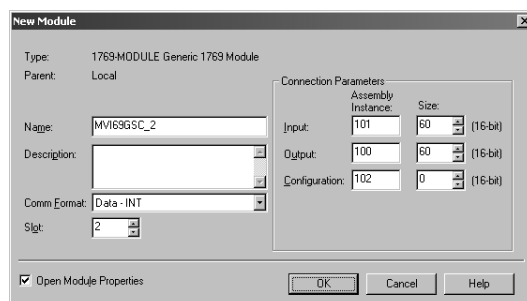 New Module
Type: 1769-MODULE Generic 1769 Module
Parent: Local
Connection Parameters
Assembly Instance: Size:
Name: MVI69GSC_2
Input: 101 60 (16-bit)
Description:
Output: 100 60 (16-bit)
Configuration: 102 0 (16-bit)
Comm Format: Data - INT
Slot: 2
Open Module Properties
OK Cancel Help